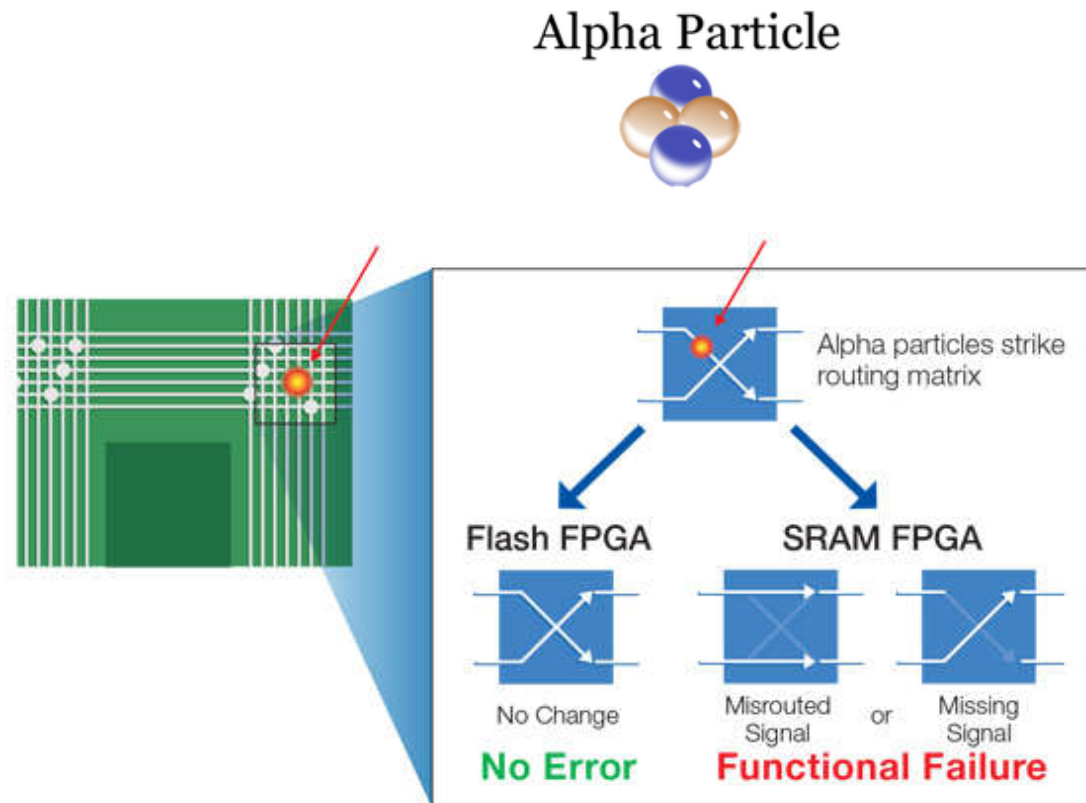 Alpha Particle
Alpha particles strike
routing matrix
Flash FPGA
SRAM FPGA
No Change
Misrouted
Signal
or
Missing
Signal
No Error
Functional Failure